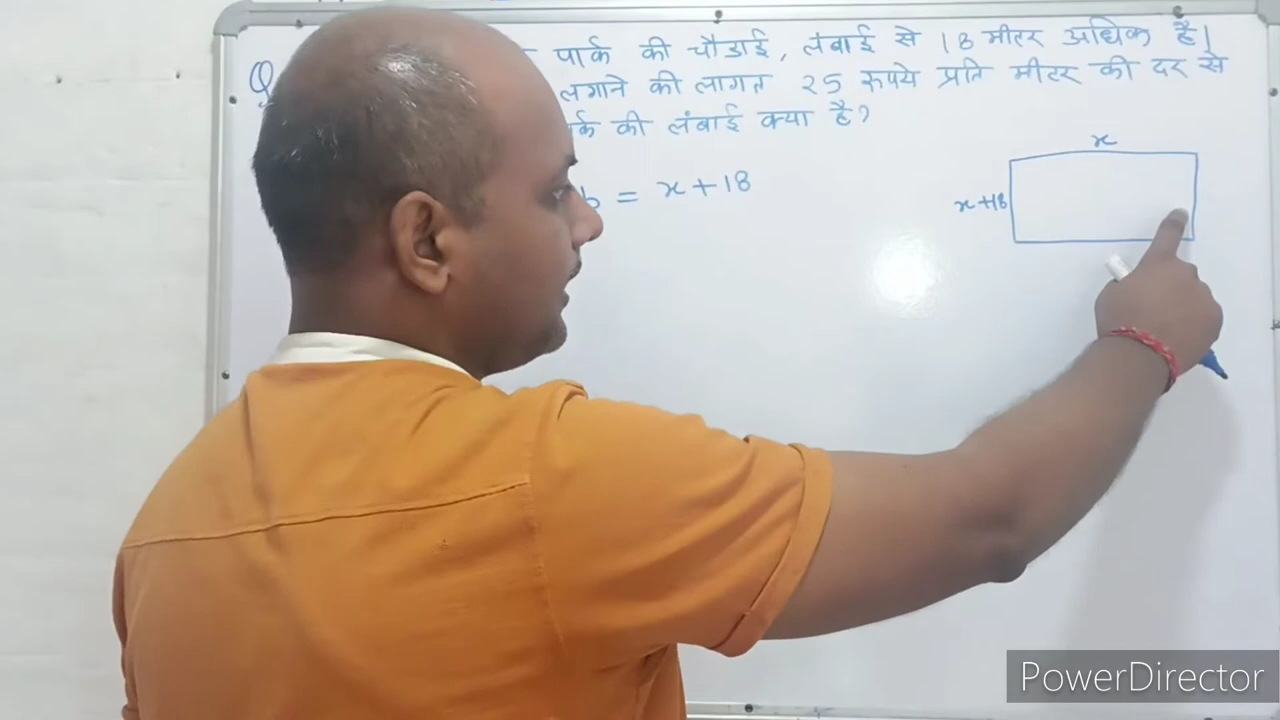 Q
पार्क की चौडाई, लंबाई से 18 मीटर अधिक है।
लगाने की लागत 25 रूपये प्रति मीटर की दर से
र्क की लंबाई क्या है?
b = x+18
x
x+18
PowerDirector